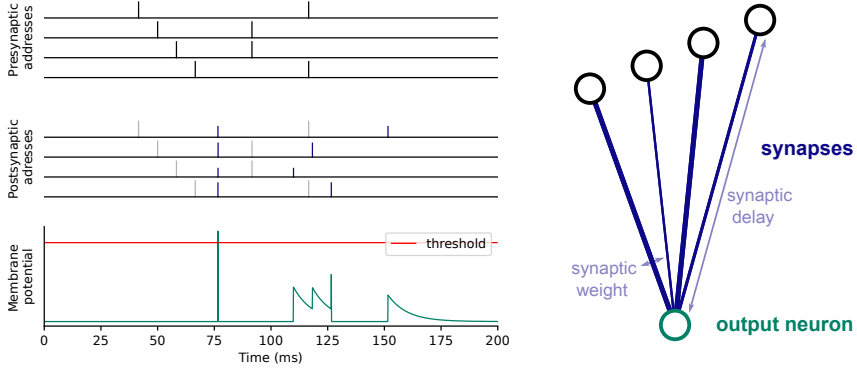 Presynaptic
addresses
Postsynaptic
adresses
Membrane
potential
threshold
0
25
50
75
100
125
150
175
200
Time (ms)
synapses
synaptic
delay
synaptic
weight
output neuron